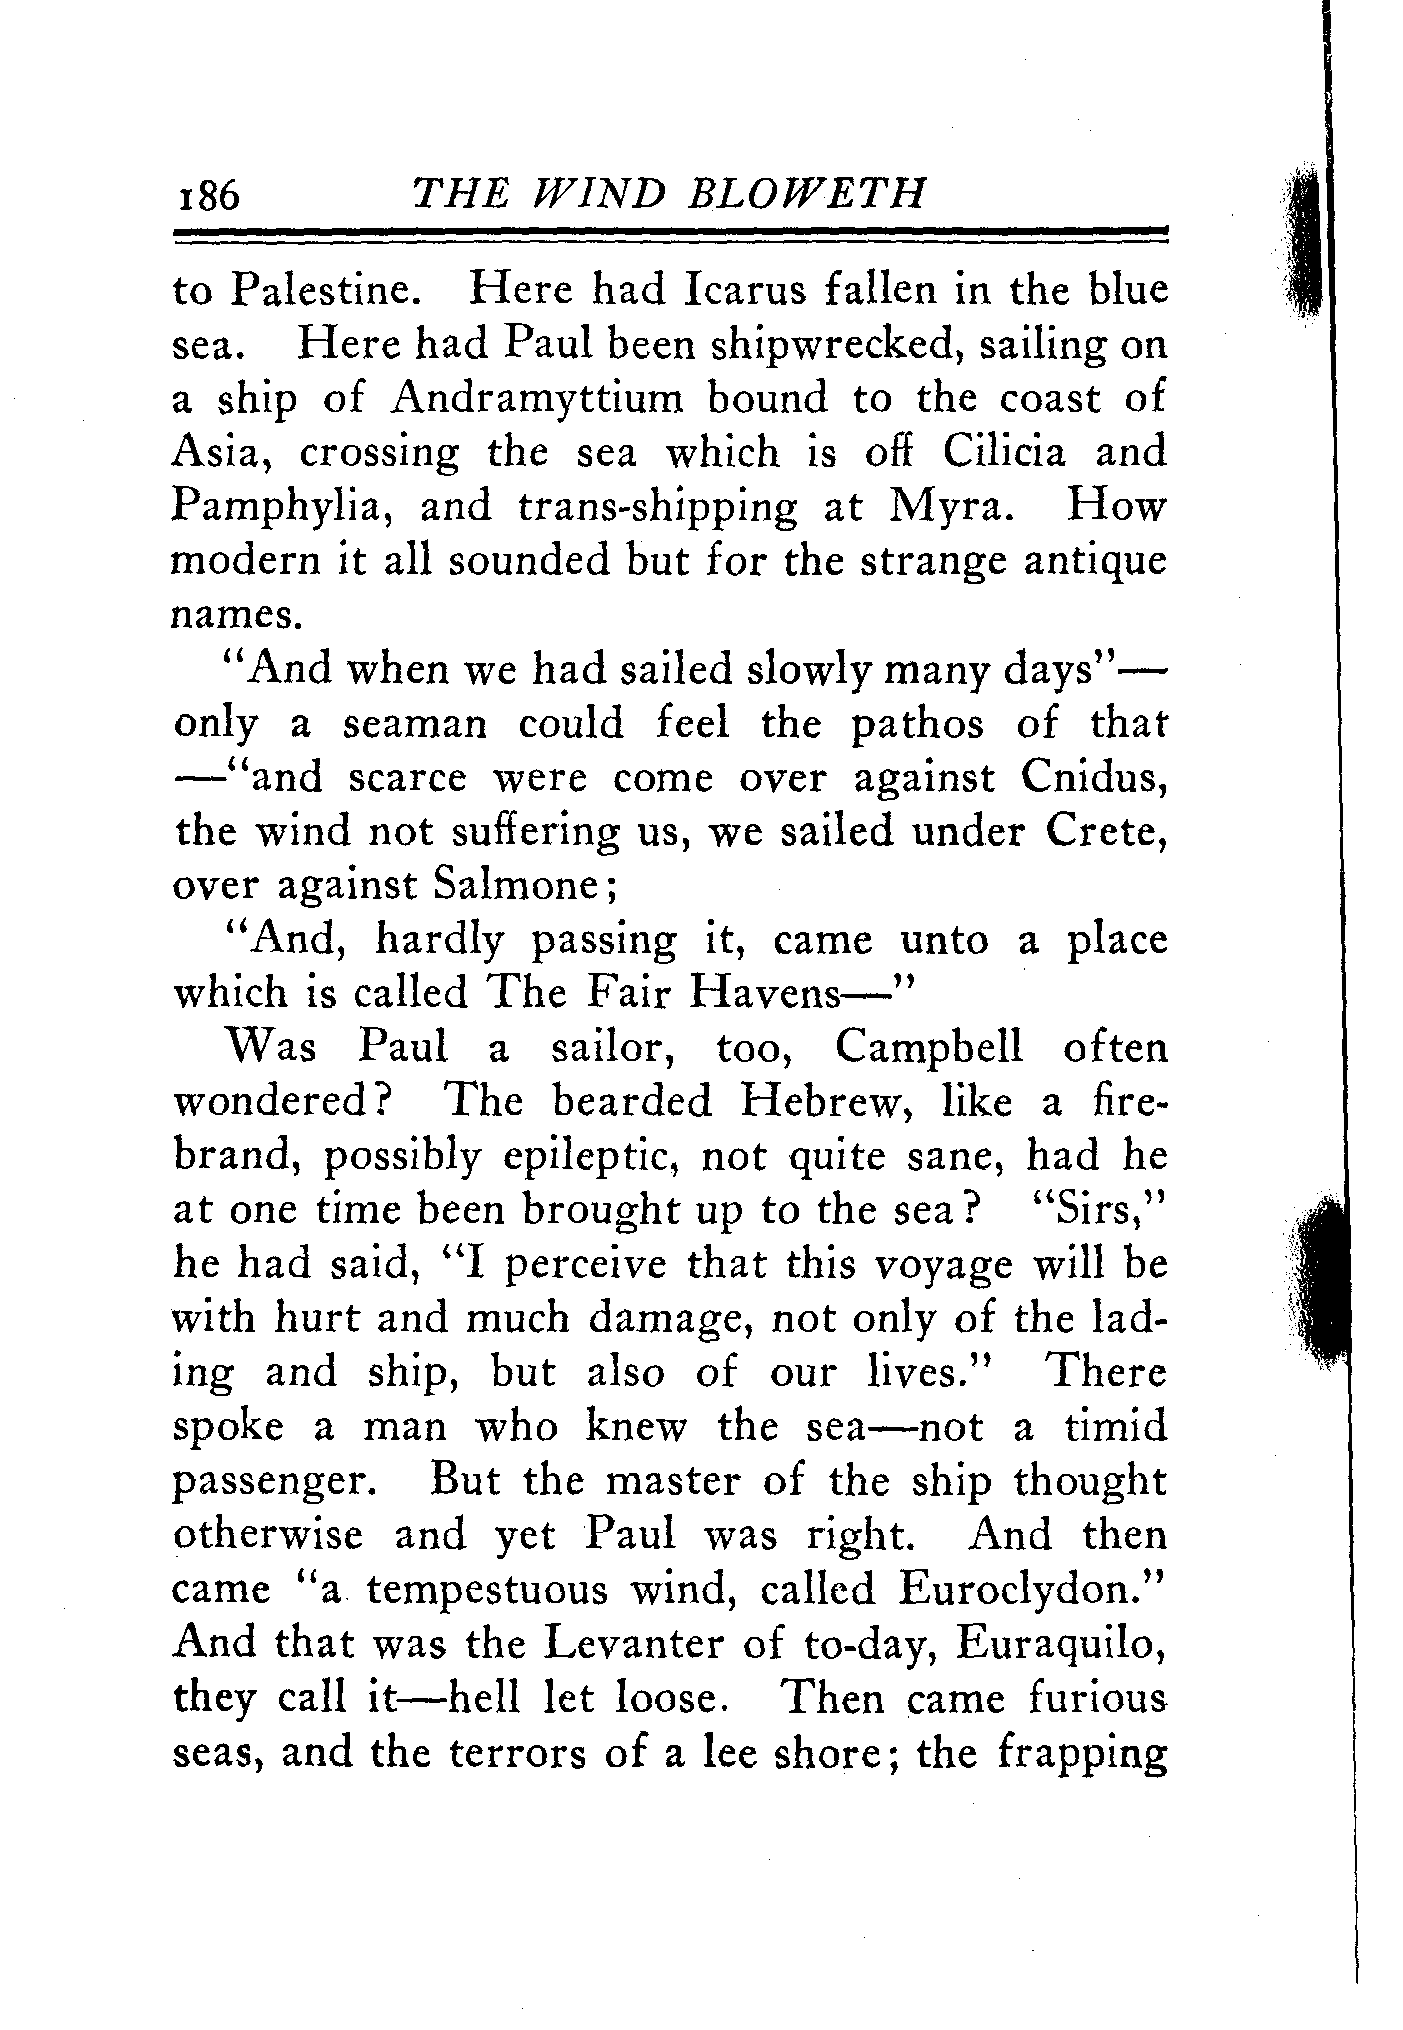 186 THE WIND BLOWETH
to Palestine. Here had Icarus fallen in the blue
sea. Here had Paul been shipwrecked, sailing on
a ship of Andramyttium bound to the coast of
Asia, crossing the sea which is off Cilicia and
Pamphylia, and trans-shipping at Myra. How
modern it all sounded but for the strange antique
names.
"And when we had sailed slowly many days"—
only a seaman could feel the pathos of that
—"and scarce were come over against Cnidus,
the wind not suffering us, we sailed under Crete,
over against Salmone;
"And, hardly passing it, came unto a place
which is called The Fair Havens—"
Was Paul a sailor, too, Campbell often
wondered? The bearded Hebrew, like a fire-
brand, possibly epileptic, not quite sane, had he
at one time been brought up to the sea? "Sirs,"
he had said, "I perceive that this voyage will be
with hurt and much damage, not only of the lad-
ing and ship, but also of our lives." There
spoke a man who knew the sea—not a timid
passenger. But the master of the ship thought
otherwise and yet Paul was right. And then
came "a tempestuous wind, called Euroclydon."
And that was the Levanter of to-day, Euraquilo,
they call it—hell let loose. Then came furious
seas, and the terrors of a lee shore; the frapping